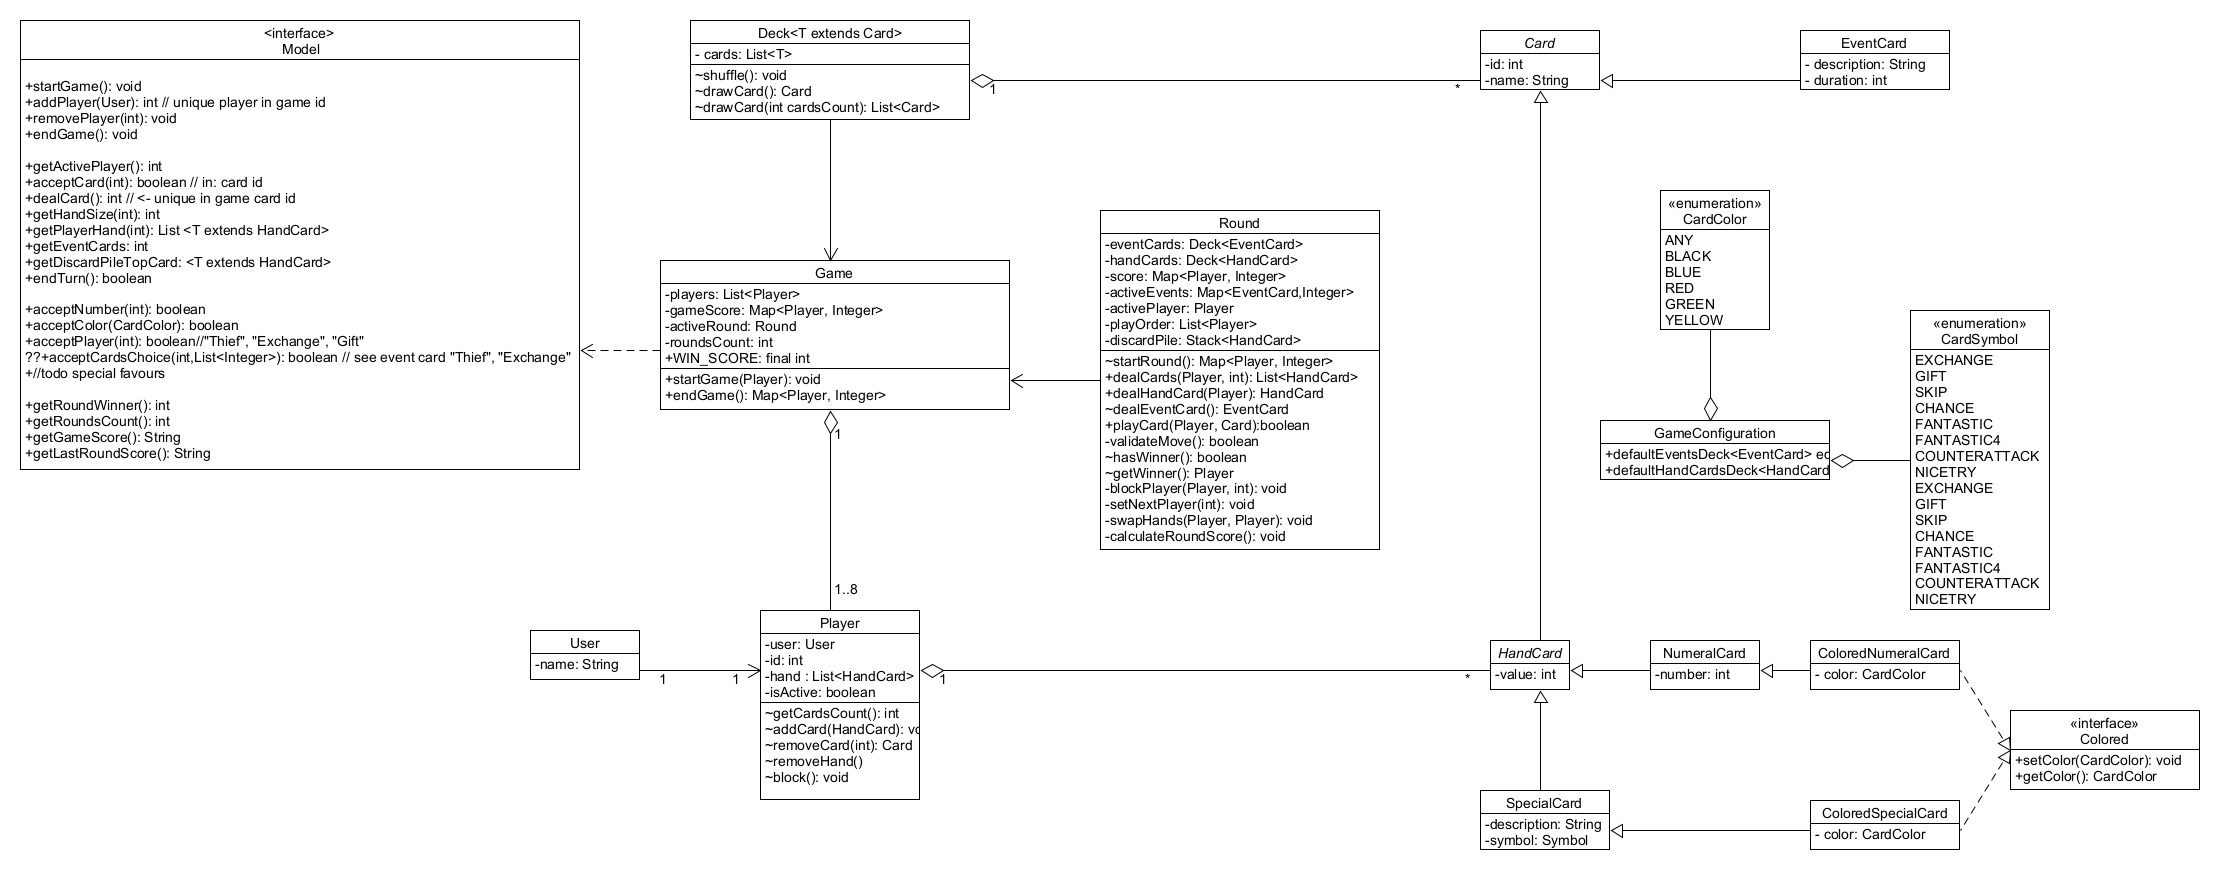 <interface>
Model
+startGame(): void
+addPlayer(User): int // unique player in game id
+removePlayer(int): void
+endGame(): void
+getActivePlayer(): int
+acceptCard(int): boolean // in: card id
+dealCard(): int // <- unique in game card id
+getHandSize(int): int
+getPlayerHand(int): List <T extends HandCard>
+getEventCards: int
+getDiscardPileTopCard: <T extends HandCard>
+endTurn(): boolean
+acceptNumber(int): boolean
+acceptColor(CardColor): boolean
+acceptPlayer(int): boolean//"Thief", "Exchange", "Gift"
??+acceptCardsChoice(int,List<Integer>): boolean // see event card "Thief", "Exchange"
+//todo special favours
+getRoundWinner(): int
+getRoundsCount(): int
+getGameScore(): String
+getLastRoundScore(): String
Deck<T extends Card>
- cards: List<T>
~shuffle(): void
~drawCard(): Card
~drawCard(int cardsCount): List<Card>
1
*
Card
-id: int
-name: String
EventCard
- description: String
- duration: int
Game
-players: List<Player>
-gameScore: Map<Player, Integer>
-activeRound: Round
-roundsCount: int
+WIN_SCORE: final int
+startGame(Player): void
+endGame(): Map<Player, Integer>
1
1..8
Round
-eventCards: Deck<EventCard>
-handCards: Deck<HandCard>
-score: Map<Player, Integer>
-activeEvents: Map<EventCard,Integer>
-activePlayer: Player
-playOrder: List<Player>
-discardPile: Stack<HandCard>
~startRound(): Map<Player, Integer>
+dealCards(Player, int): List<HandCard>
+dealHandCard(Player): HandCard
~dealEventCard(): EventCard
+playCard(Player, Card):boolean
-validateMove(): boolean
~hasWinner(): boolean
~getWinner(): Player
-blockPlayer(Player, int): void
-setNextPlayer(int): void
-swapHands(Player, Player): void
-calculateRoundScore(): void
«enumeration»
CardColor
ANY
BLACK
BLUE
RED
GREEN
YELLOW
«enumeration»
CardSymbol
EXCHANGE
GIFT
SKIP
CHANCE
FANTASTIC
FANTASTIC4
COUNTERATTACK
NICETRY
EXCHANGE
GIFT
SKIP
CHANCE
FANTASTIC
FANTASTIC4
COUNTERATTACK
NICETRY
GameConfiguration
+defaultEventsDeck<EventCard> ec
+defaultHandCardsDeck<HandCard
User
-name: String
1
1
Player
-user: User
-id: int
-hand : List<HandCard>
-isActive: boolean
~getCardsCount(): int
~addCard(HandCard): vo
~removeCard(int): Card
~removeHand()
~block(): void
1
*
HandCard
-value: int
NumeralCard
-number: int
ColoredNumeralCard
- color: CardColor
«interface»
Colored
+setColor(CardColor): void
+getColor(): CardColor
SpecialCard
-description: String
-symbol: Symbol
ColoredSpecialCard
- color: CardColor